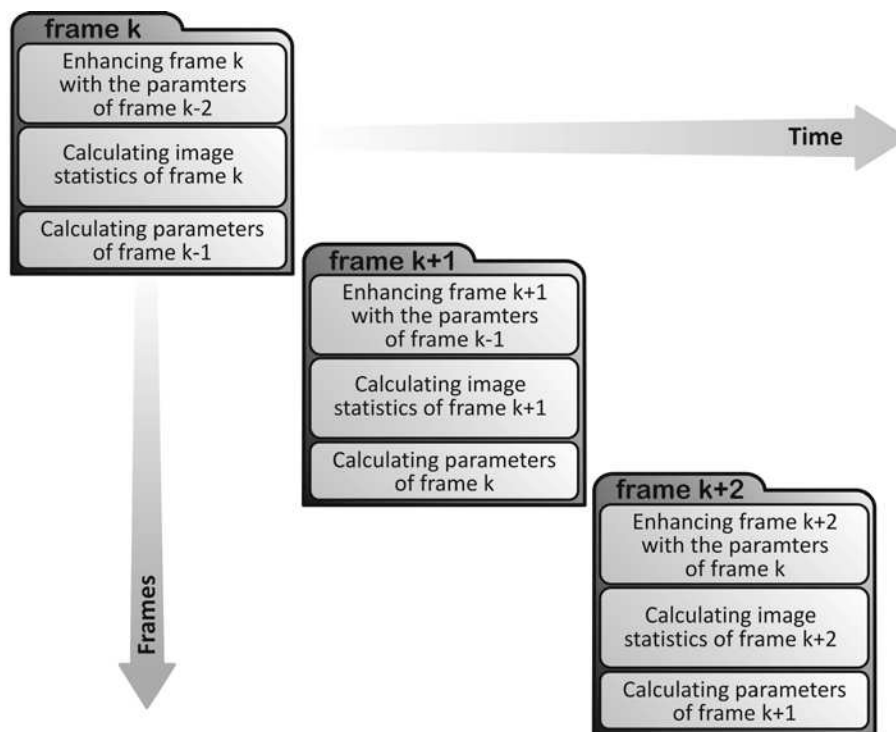 frame k
Enhancing frame k
with the paramters
of frame k-2
Calculating image
statistics of frame k
Calculating parameters
of frame k-1
Time
frame k+1
Enhancing frame k+1
with the paramters
of frame k-1
Calculating image
statistics of frame k+1
Calculating parameters
of frame k
frame k+2
Enhancing frame k+2
with the paramters
of frame k
Calculating image
statistics of frame k+2
Calculating parameters
of frame k+1
Frames